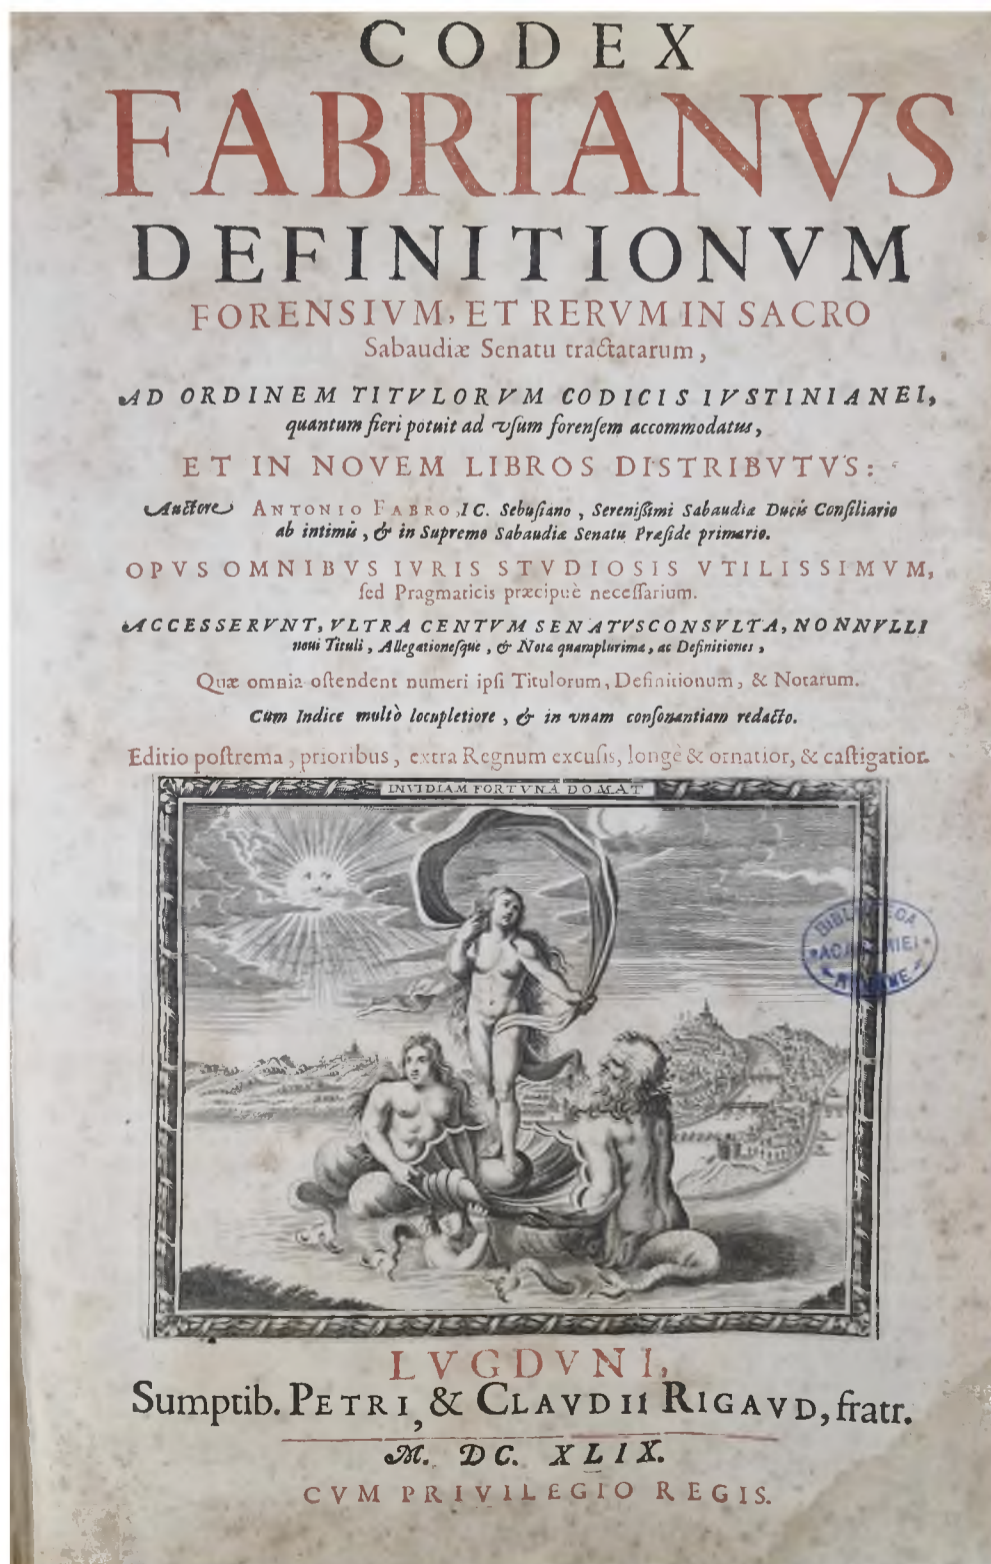 CODEX
FABRIANVS
DEFINITIONVM
FORENSIVM, ET RERVM IN SACRO
Sabaudiæ Senatu tractatarum,
AD ORDINEM TITVLORVM CODICIS IVSTINIANEI,
quantum fieri potuit ad vſum forenſem accommodatus,
ET IN NOVEM LIBROS DISTRIBVTVS:
Auctore ANTONIO FABRO, IC. Sebuſiano, Sereniſſimi Sabaudiæ Ducis Conſiliario
ab intimis, & in Supremo Sabaudiæ Senatu Præſide primario.
OPVS OMNIBVS IVRIS STVDIOSIS VTILISSIMVM,
ſed Pragmaticis præcipuè neceſſarium.
ACCESSERVNT, VLTRA CENTVM SENATVSCONSVLTA, NONNVLLI
noui Tituli, Allegationeſque, & Notæ quamplurimæ, ac Definitiones,
Quæ omnia oſtendent numeri ipſi Titulorum, Definitionum, & Notarum.
Cùm Indice multò locupletiore, & in vnam conſonantiam redacto.
Editio poſtrema, prioribus, extra Regnum excuſis, longè & ornatior, & caſtigatior.
INVIDIAM FORTVNA DOMAT
BIBLIOTECA
ACADEMIEI
ROMÂNE
LVGDVNI,
Sumptib. PETRI, & CLAVDII RIGAVD, fratr.
M. DC. XLIX.
CVM PRIVILEGIO REGIS.